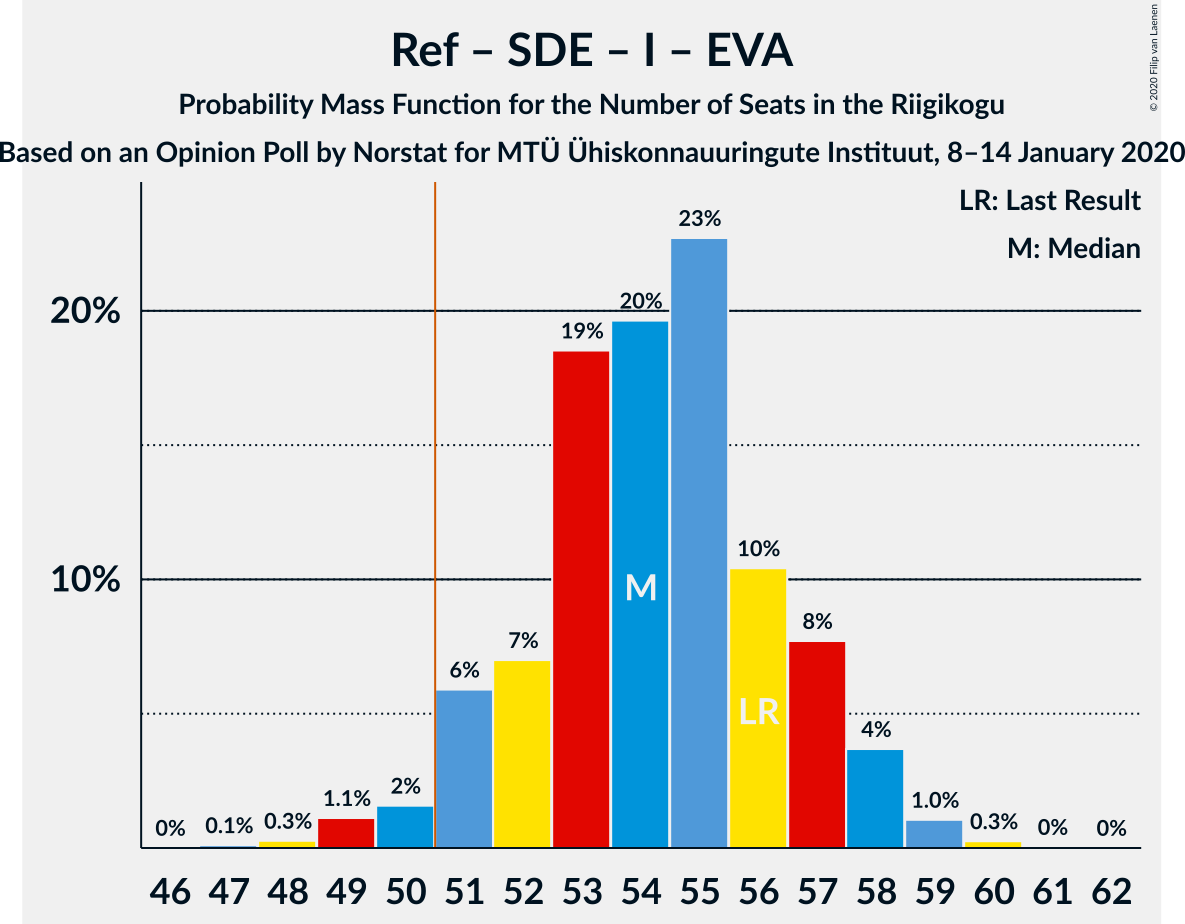 Ref – SDE – I – EVA
Probability Mass Function for the Number of Seats in the Riigikogu
Based on an Opinion Poll by Norstat for MTÜ Ühiskonnauuringute Instituut, 8–14 January 2020
© 2020 Filip van Laenen
LR: Last Result
M: Median
20%
10%
0% 0.1% 0.3% 1.1% 2% 6% 7% 19% 20% 23% 10% 8% 4% 1.0% 0.3% 0% 0%
M
LR
46 47 48 49 50 51 52 53 54 55 56 57 58 59 60 61 62